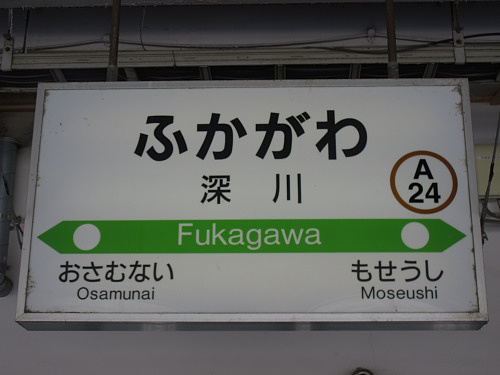 ふかがわ
深川
A
24
Fukagawa
おさむない もせうし
Osamunai Moseushi